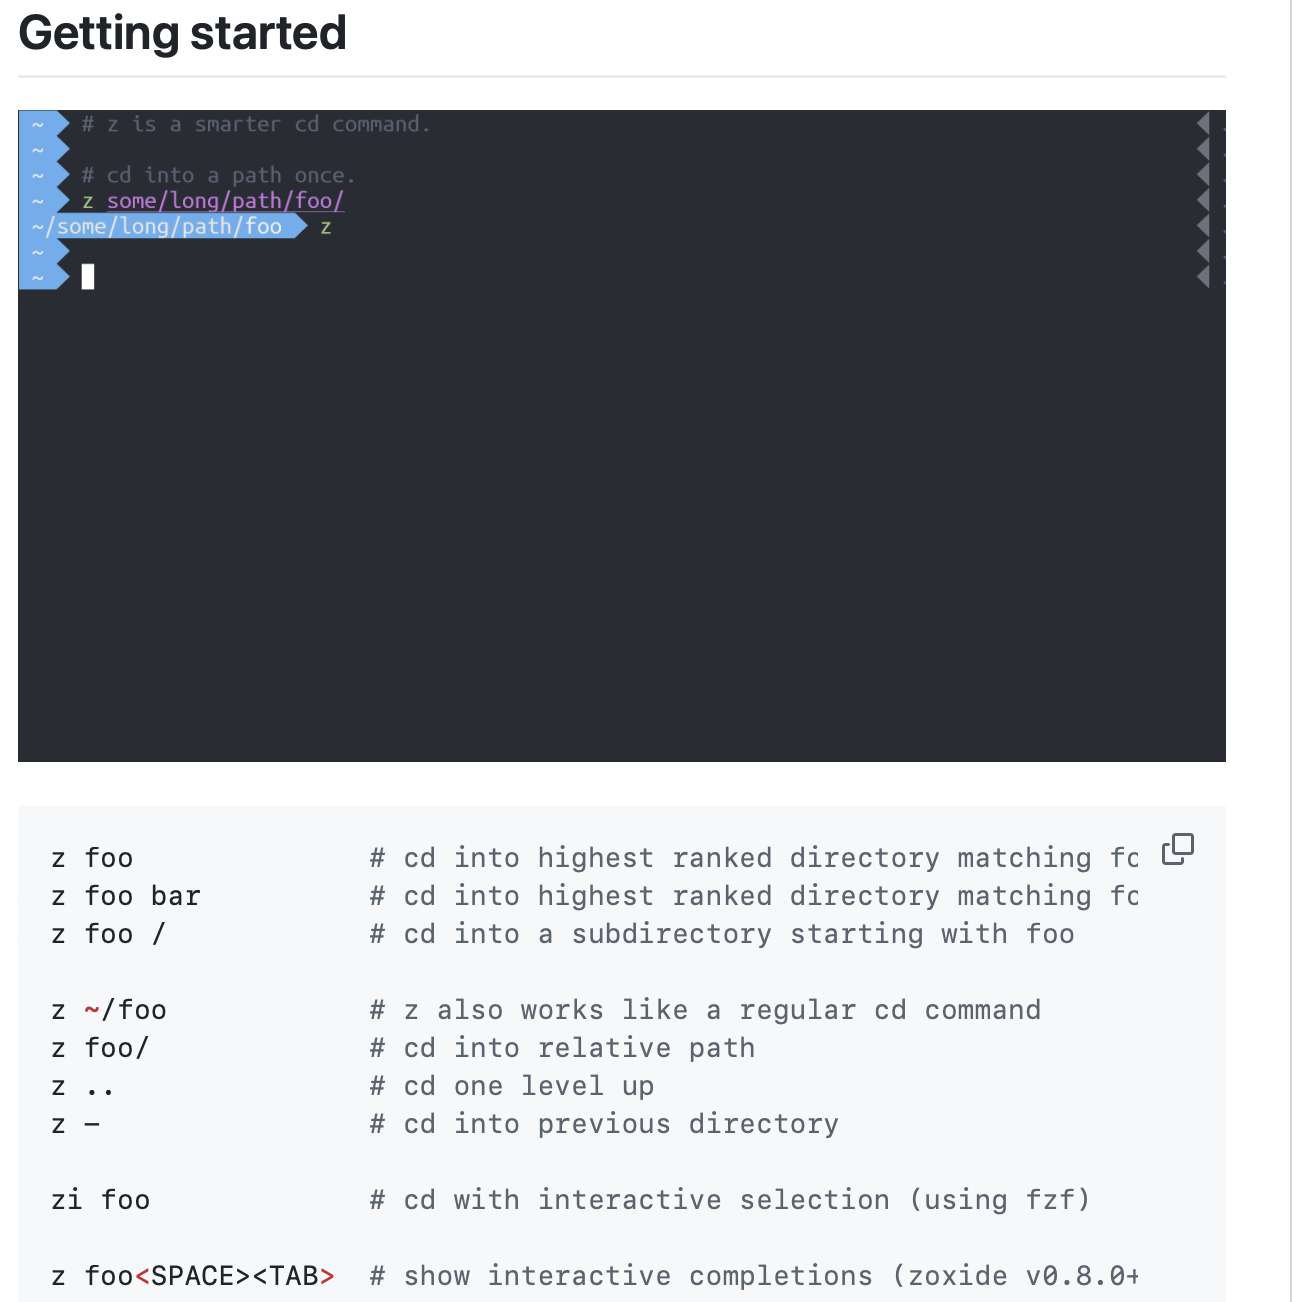 Getting started
~ # z is a smarter cd command.
~
~ # cd into a path once.
~ z some/long/path/foo/
~/some/long/path/foo z
~
~
z foo # cd into highest ranked directory matching
z foo bar # cd into highest ranked directory matching
z foo / # cd into a subdirectory starting with foo
z ~/foo # z also works like a regular cd command
z foo/ # cd into relative path
z .. # cd one level up
z - # cd into previous directory
zi foo # cd with interactive selection (using fzf)
z foo<SPACE><TAB> # show interactive completions (zoxide v0.8.0+